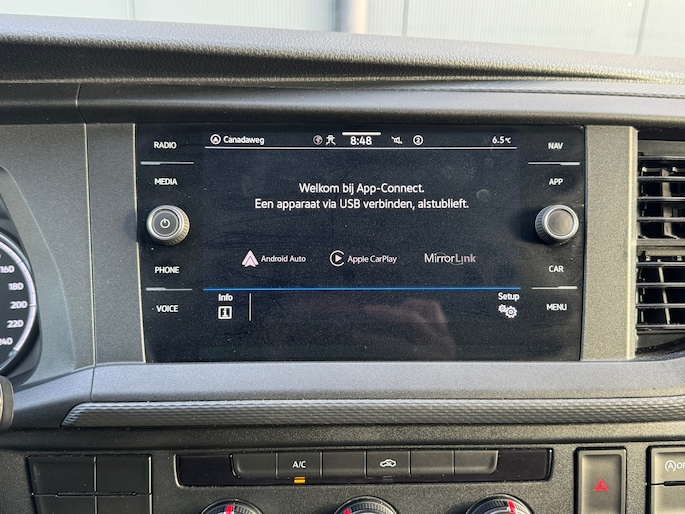 RADIO
Canadaweg
8:48
6.5°C
NAV
MEDIA
APP
Welkom bij App-Connect.
Een apparaat via USB verbinden, alstublieft.
Android Auto
Apple CarPlay
MirrorLink
PHONE
CAR
VOICE
Info
Setup
MENU
160
180
200
220
240
A/C